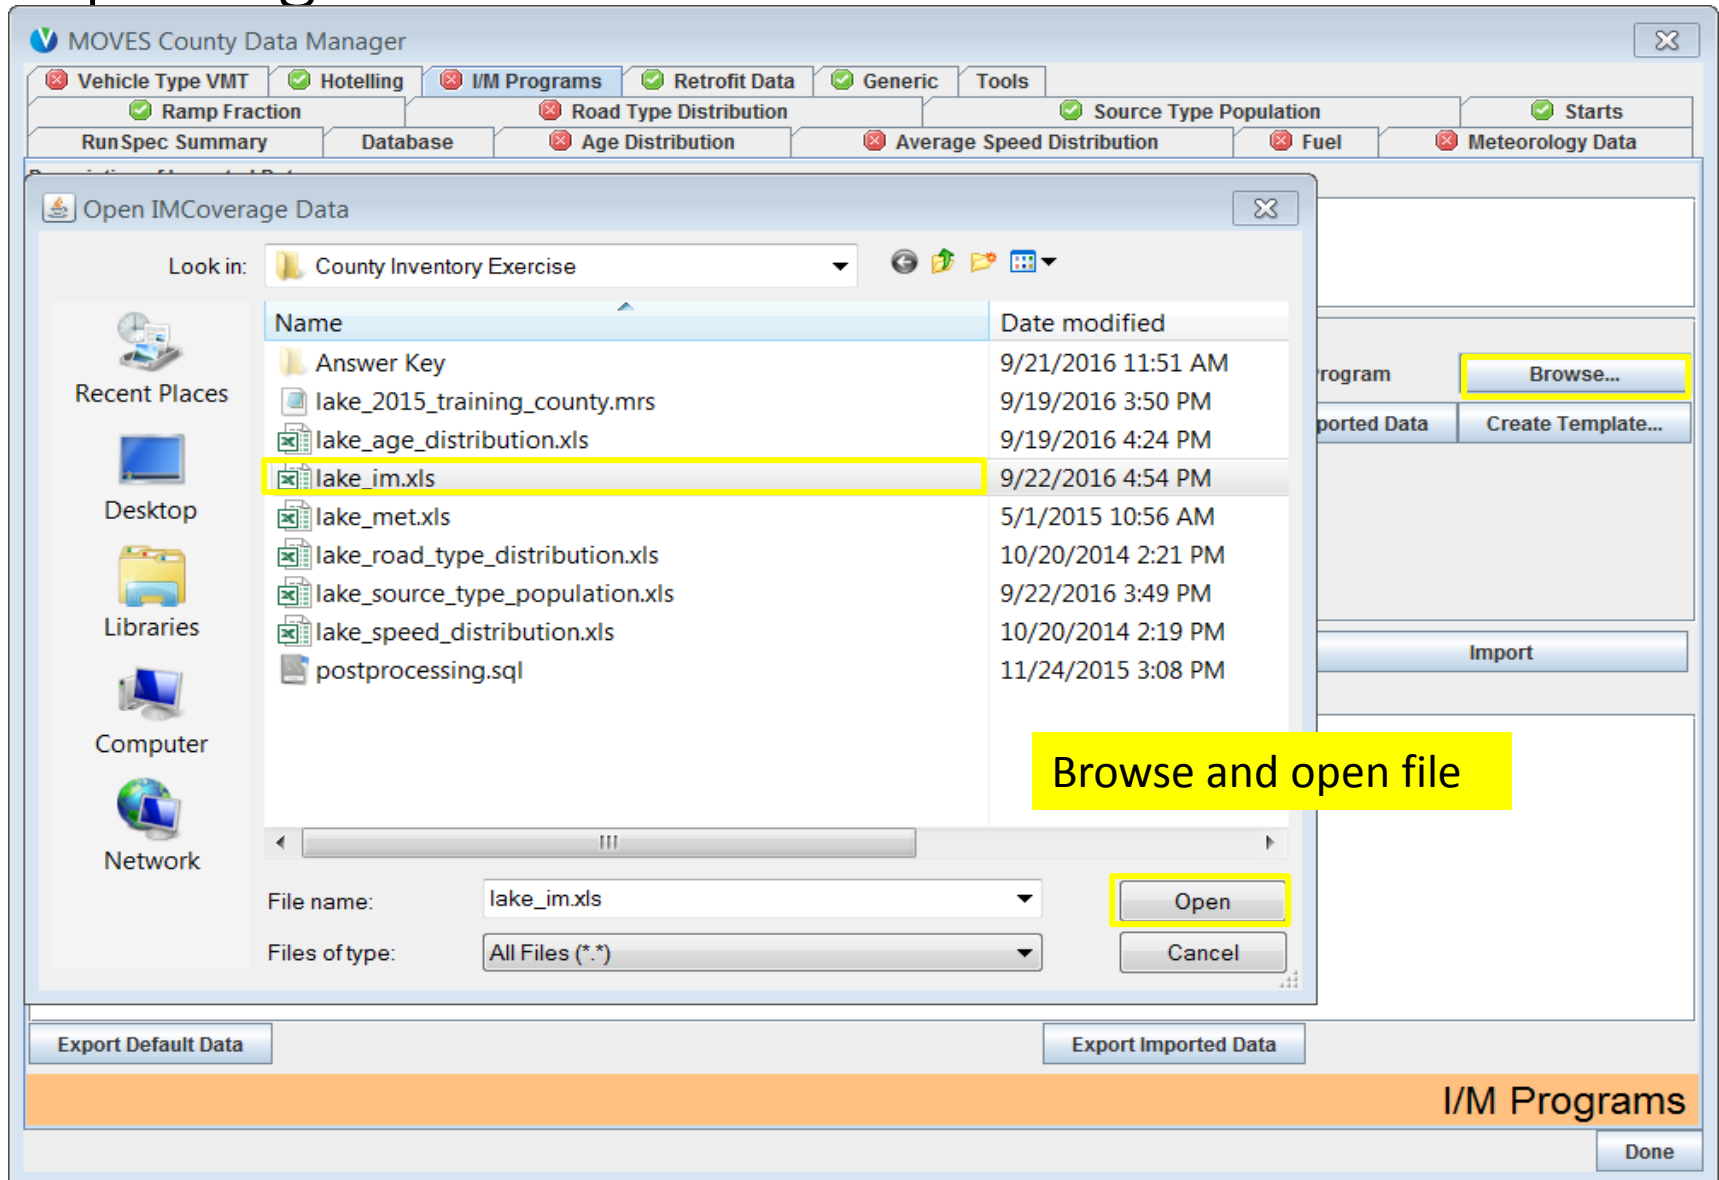 MOVES County Data Manager
Vehicle Type VMT Hotelling I/M Programs Retrofit Data Generic Tools
Ramp Fraction Road Type Distribution Source Type Population Starts
RunSpec Summary Database Age Distribution Average Speed Distribution Fuel Meteorology Data
Open IMCoverage Data
Look in: County Inventory Exercise
Name Date modified
Answer Key 9/21/2016 11:51 AM
lake_2015_training_county.mrs 9/19/2016 3:50 PM
lake_age_distribution.xls 9/19/2016 4:24 PM
lake_im.xls 9/22/2016 4:54 PM
lake_met.xls 5/1/2015 10:56 AM
lake_road_type_distribution.xls 10/20/2014 2:21 PM
lake_source_type_population.xls 9/22/2016 3:49 PM
lake_speed_distribution.xls 10/20/2014 2:19 PM
postprocessing.sql 11/24/2015 3:08 PM
Recent Places
Desktop
Libraries
Computer
Network
rogram Browse...
ported Data Create Template...
Import
Browse and open file
File name: lake_im.xls Open
Files of type: All Files (*.*) Cancel
Export Default Data Export Imported Data
I/M Programs
Done